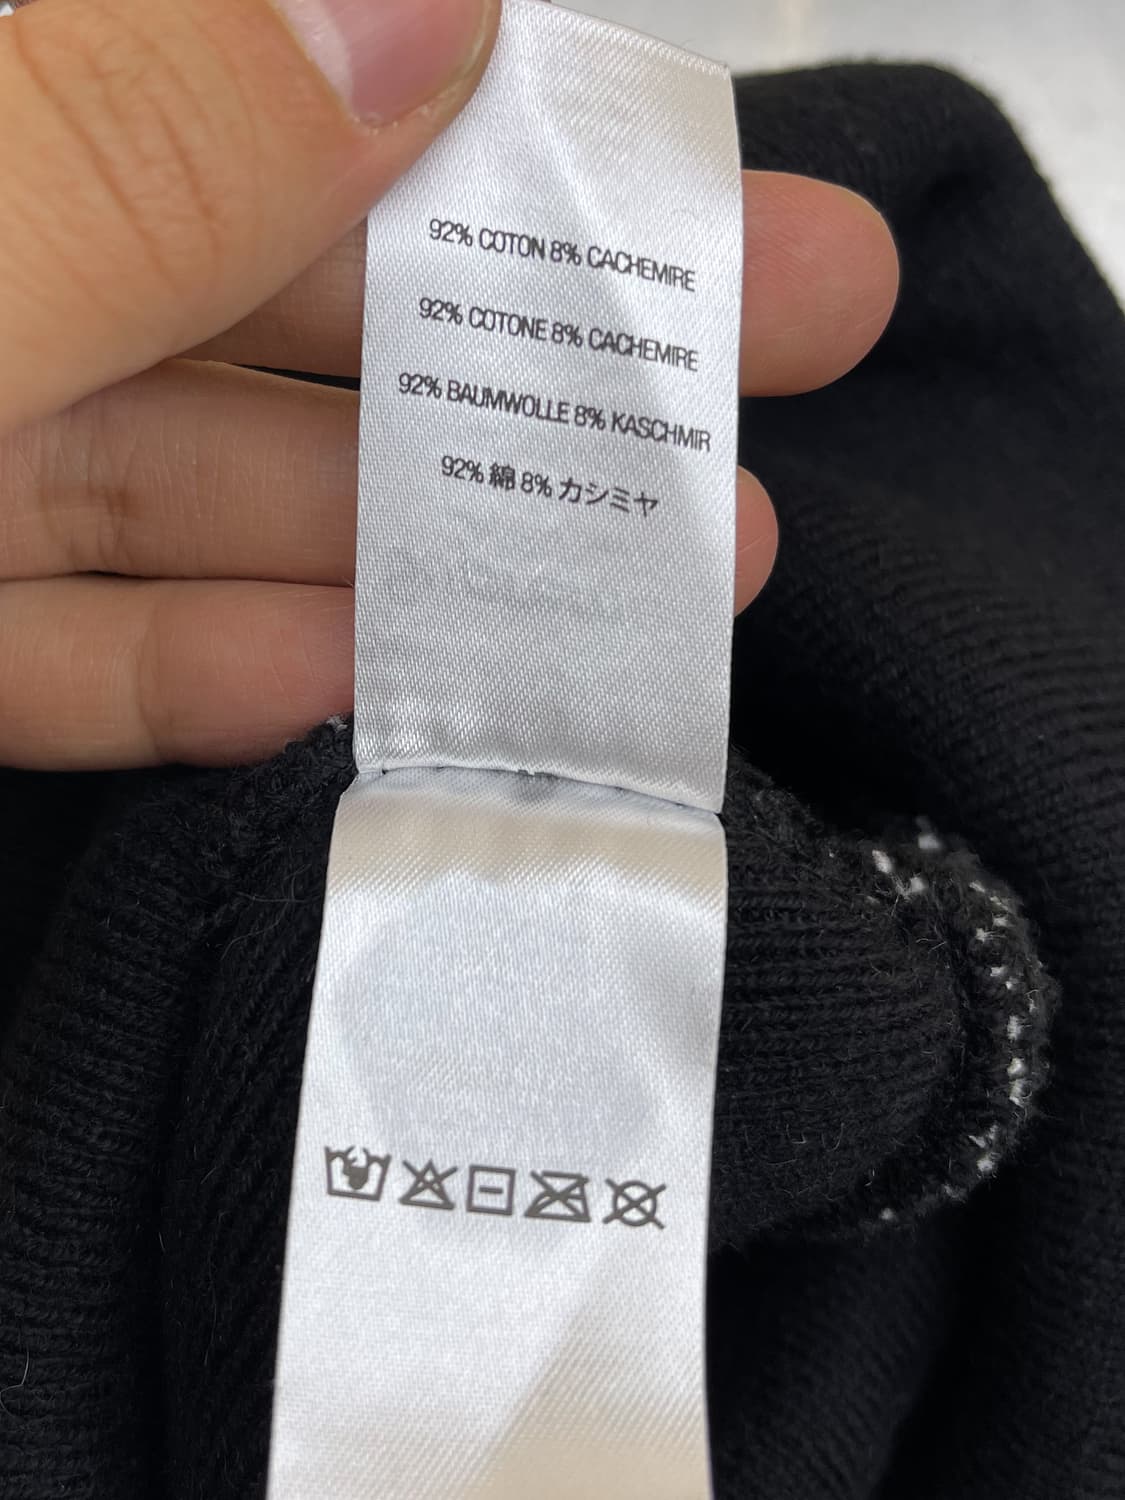 92% COTON 8% CACHEMIRE
92% COTONE 8% CACHEMIRE
92% BAUMWOLLE 8% KASCHMIR
92% 綿 8% カシミヤ